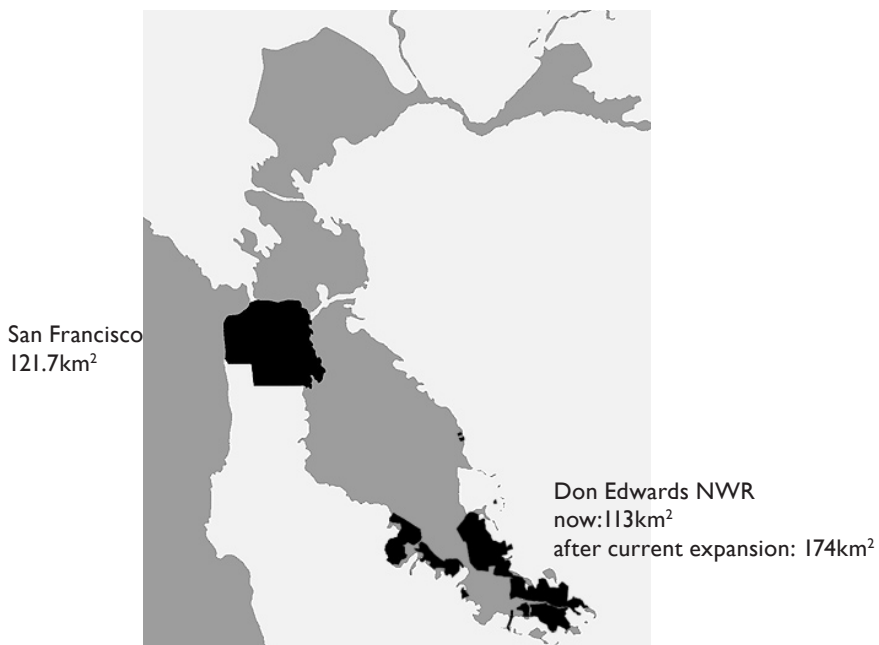 San Francisco
121.7km²
Don Edwards NWR
now:113km²
after current expansion: 174km²